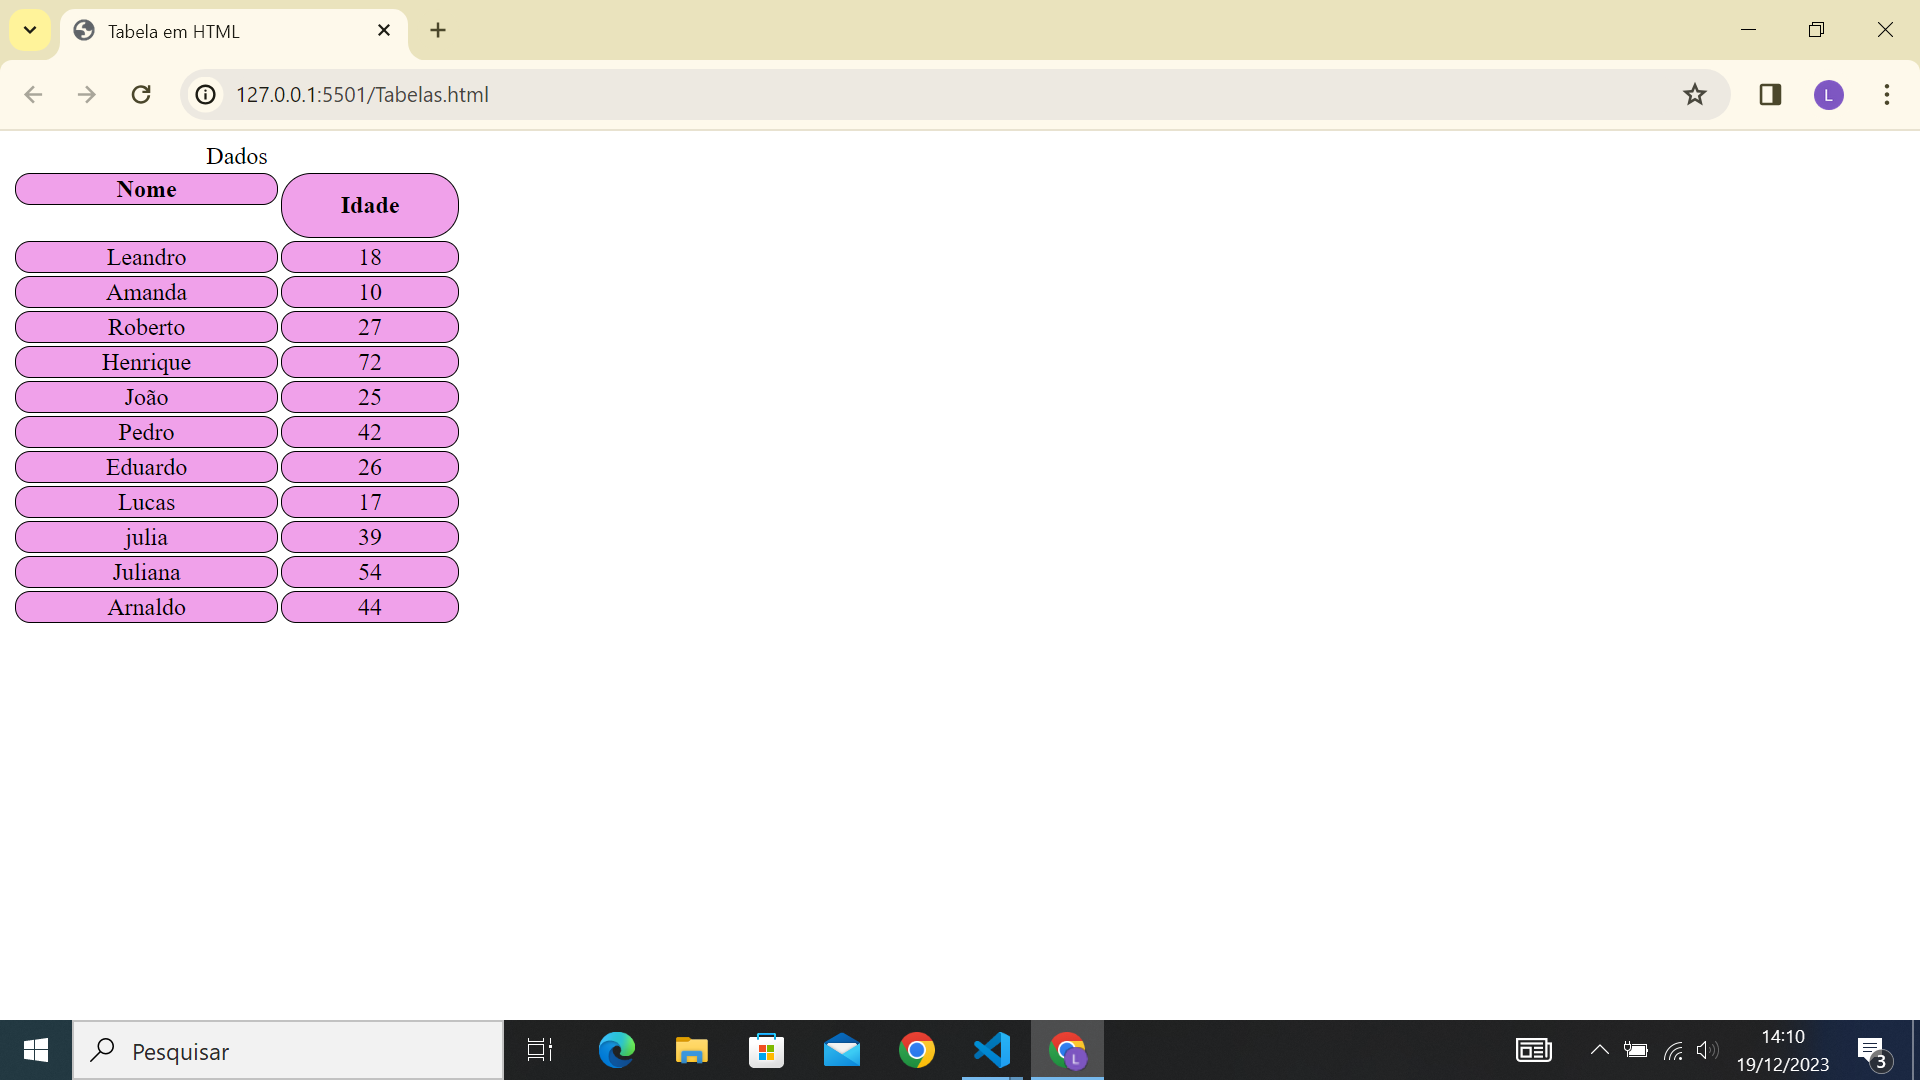 Tabela em HTML
127.0.0.1:5501/Tabelas.html
L
Dados
Nome Idade
Leandro 18
Amanda 10
Roberto 27
Henrique 72
João 25
Pedro 42
Eduardo 26
Lucas 17
julia 39
Juliana 54
Arnaldo 44
Pesquisar
L
14:10
19/12/2023
3